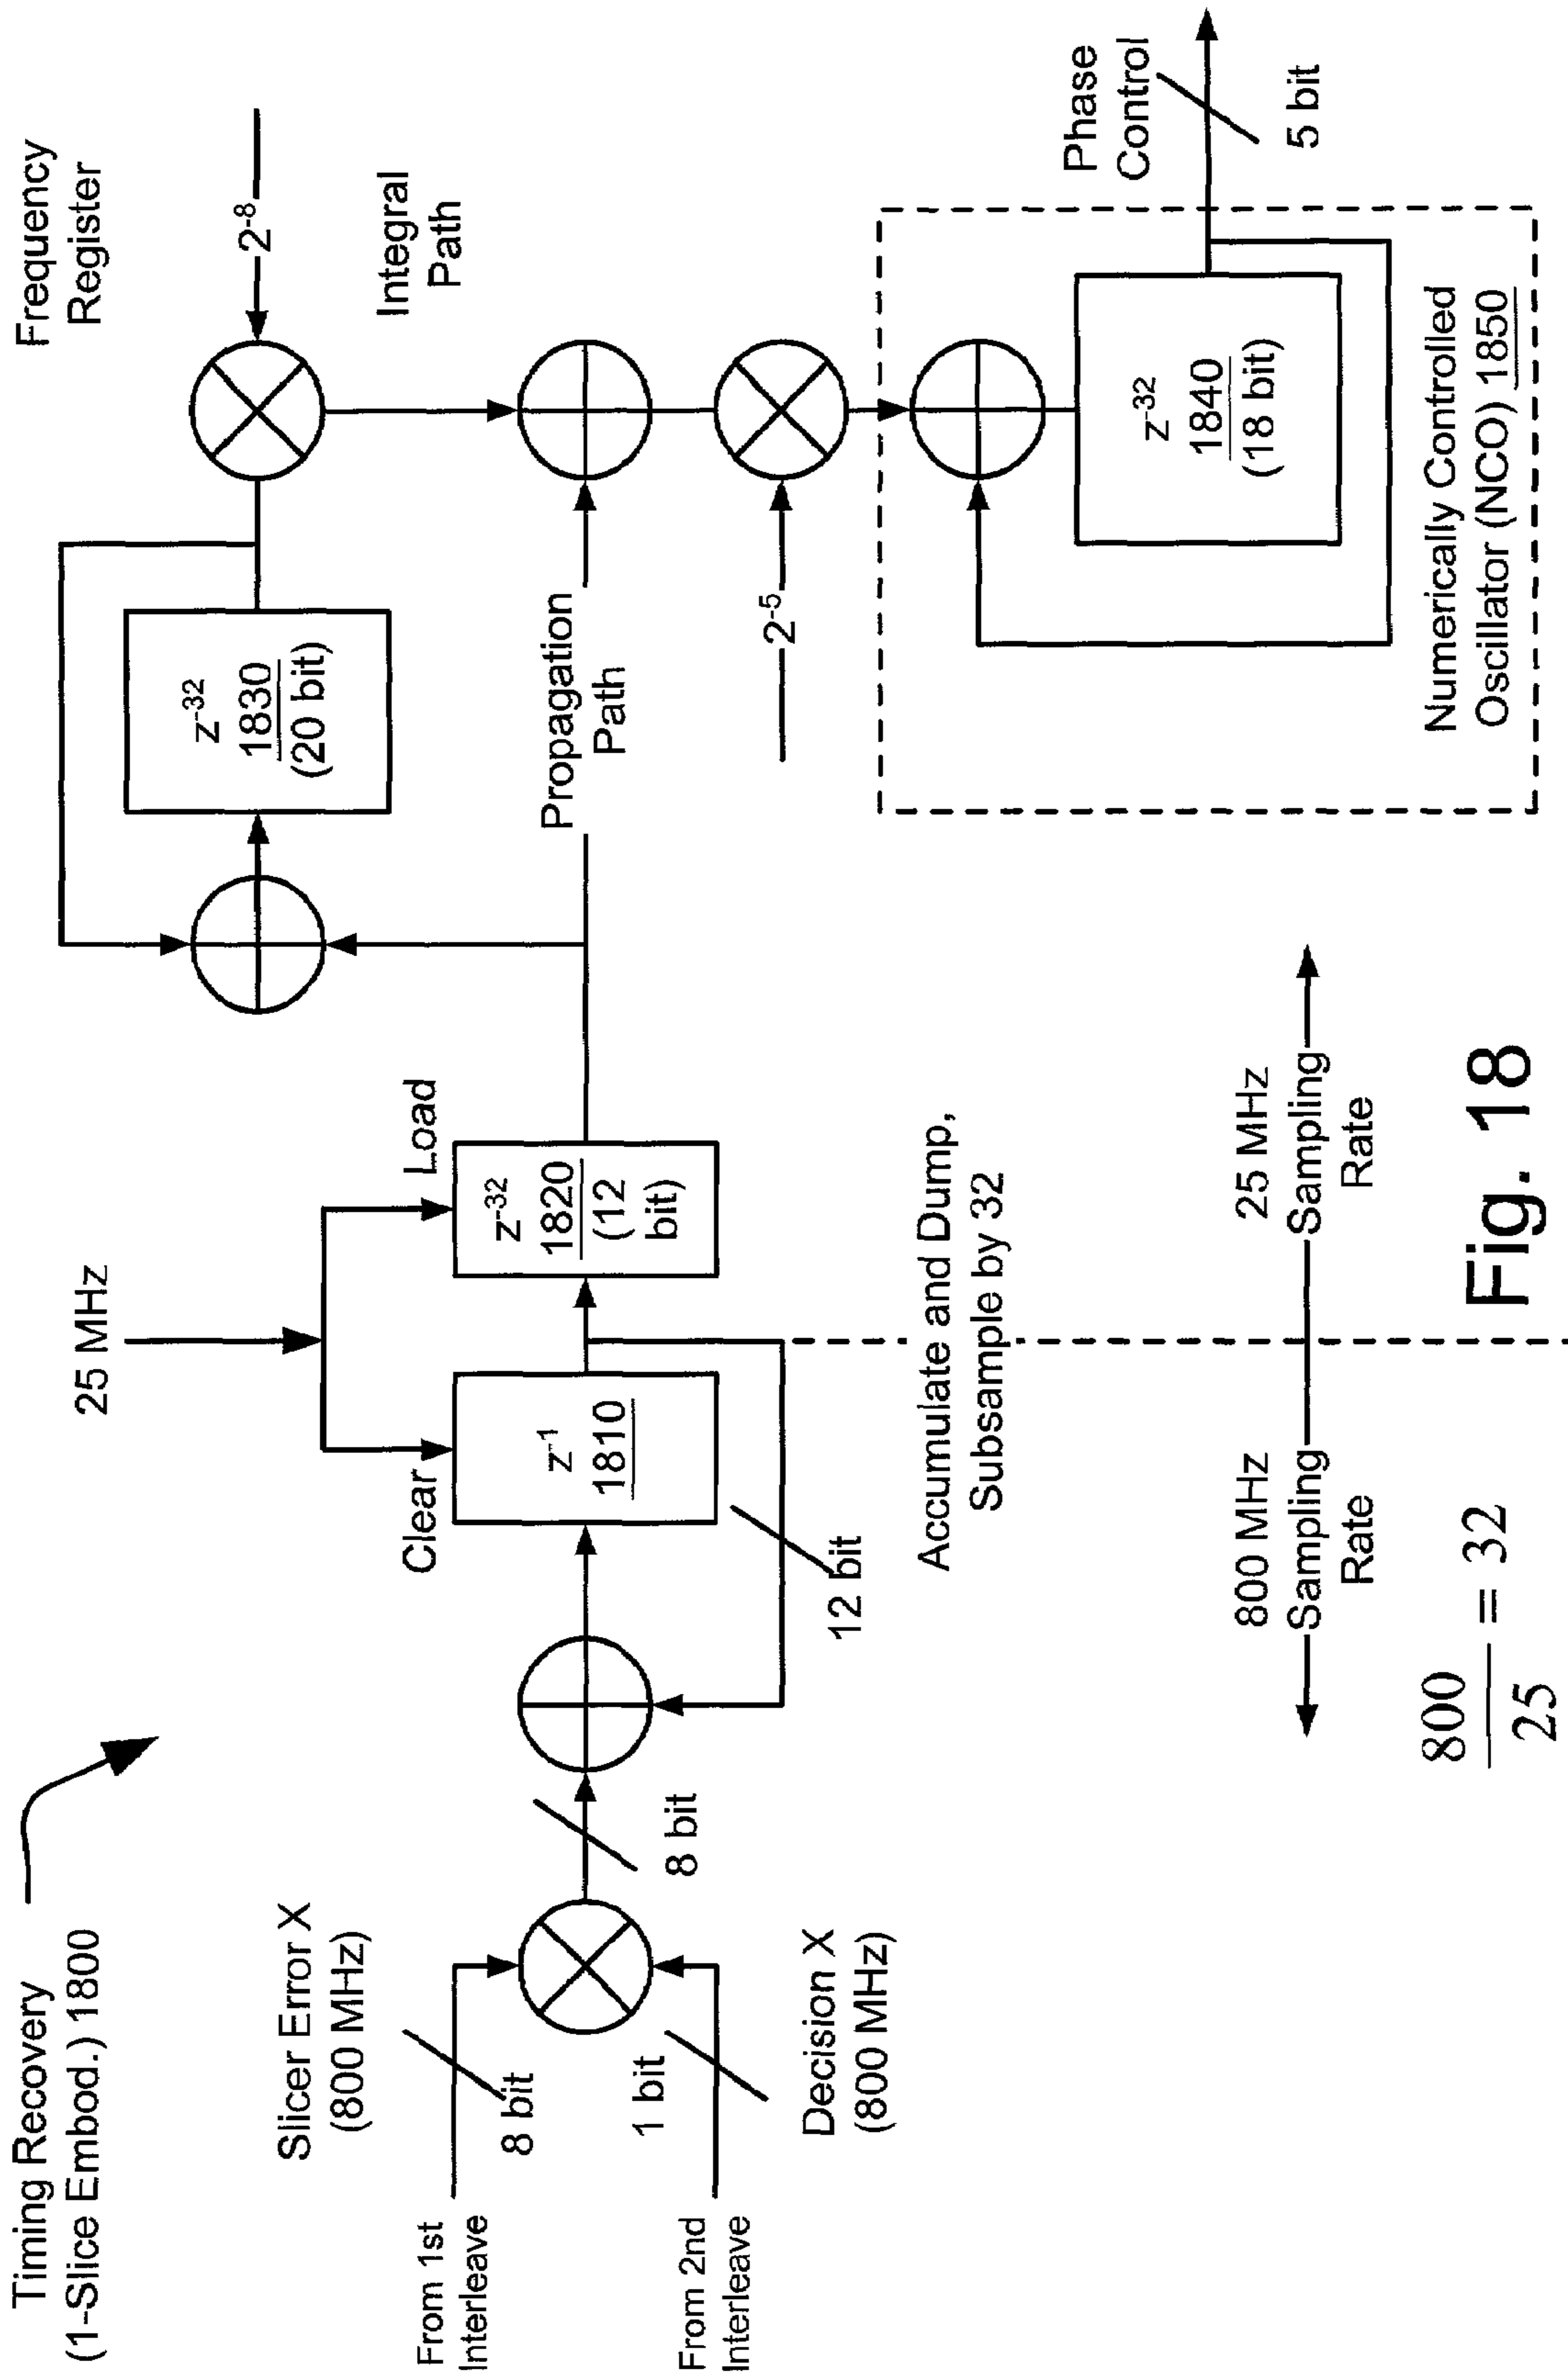 Timing Recovery
(1-Slice Embod.) 1800
From 1st
Interleave
From 2nd
Interleave
Slicer Error X
(800 MHz)
8 bit
1 bit
Decision X
(800 MHz)
8 bit
25 MHz
Clear
z⁻¹
1810
12 bit
Load
z⁻³²
1820
(12
bit)
Accumulate and Dump,
Subsample by 32
z⁻³²
1830
(20 bit)
Frequency
Register
2⁻⁸
Integral
Path
Propagation
Path
2⁻⁵
z⁻³²
1840
(18 bit)
Numerically Controlled
Oscillator (NCO) 1850
Phase
Control
5 bit
800 MHz
Sampling
Rate
25 MHz
Sampling
Rate
800
25
= 32
Fig. 18